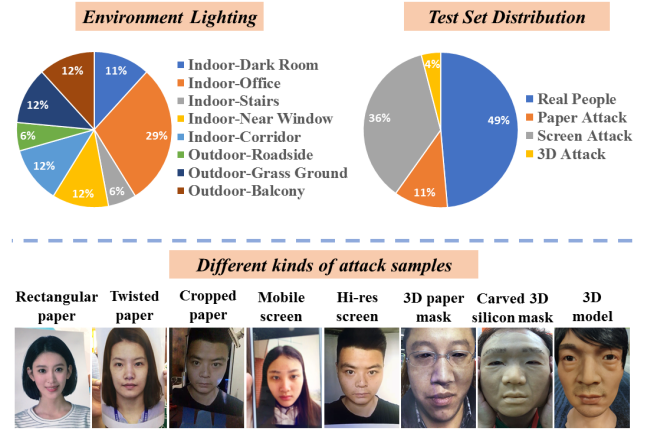 Environment Lighting
Test Set Distribution
11%
29%
6%
12%
12%
6%
12%
12%
Indoor-Dark Room
Indoor-Office
Indoor-Stairs
Indoor-Near Window
Indoor-Corridor
Outdoor-Roadside
Outdoor-Grass Ground
Outdoor-Balcony
49%
11%
36%
4%
Real People
Paper Attack
Screen Attack
3D Attack
Different kinds of attack samples
Rectangular
paper
Twisted
paper
Cropped
paper
Mobile
screen
Hi-res
screen
3D paper
mask
Carved 3D
silicon mask
3D
model